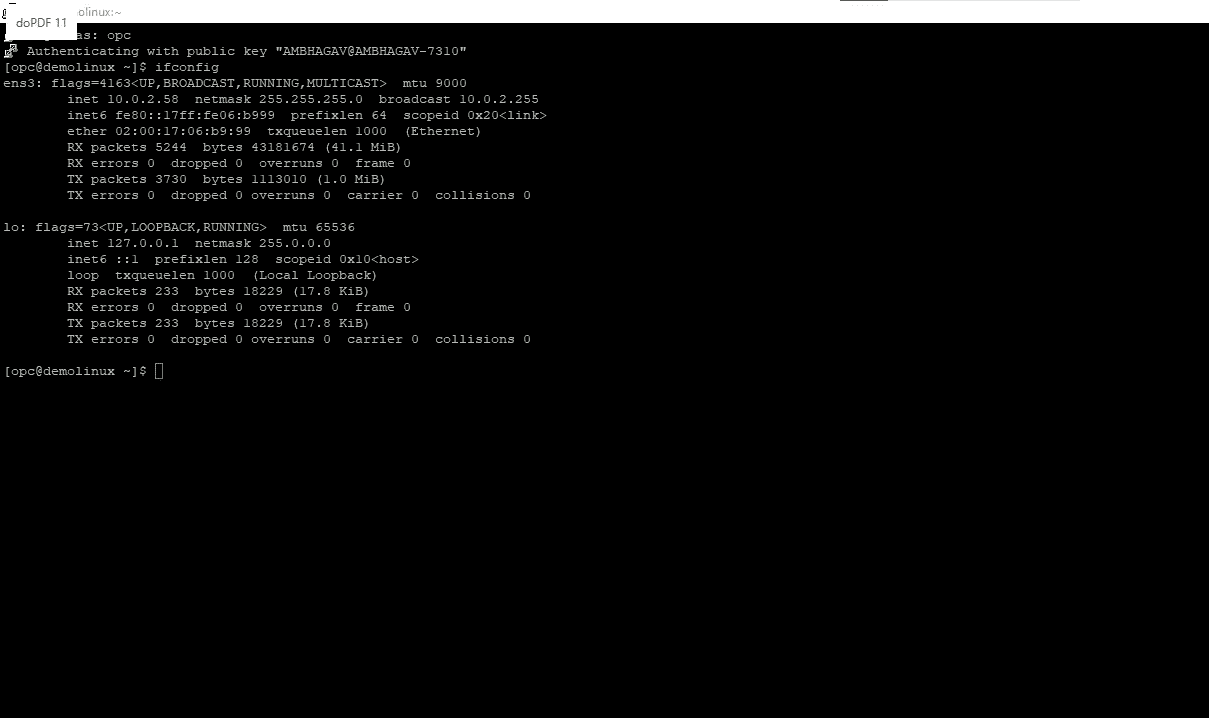 olinux:~
doPDF 11
as: opc
Authenticating with public key "AMBHAGAV@AMBHAGAV-7310"
[opc@demolinux ~]$ ifconfig
ens3: flags=4163<UP,BROADCAST,RUNNING,MULTICAST>  mtu 9000
        inet 10.0.2.58  netmask 255.255.255.0  broadcast 10.0.2.255
        inet6 fe80::17ff:fe06:b999  prefixlen 64  scopeid 0x20<link>
        ether 02:00:17:06:b9:99  txqueuelen 1000  (Ethernet)
        RX packets 5244  bytes 43181674 (41.1 MiB)
        RX errors 0  dropped 0  overruns 0  frame 0
        TX packets 3730  bytes 1113010 (1.0 MiB)
        TX errors 0  dropped 0 overruns 0  carrier 0  collisions 0
lo: flags=73<UP,LOOPBACK,RUNNING>  mtu 65536
        inet 127.0.0.1  netmask 255.0.0.0
        inet6 ::1  prefixlen 128  scopeid 0x10<host>
        loop  txqueuelen 1000  (Local Loopback)
        RX packets 233  bytes 18229 (17.8 KiB)
        RX errors 0  dropped 0  overruns 0  frame 0
        TX packets 233  bytes 18229 (17.8 KiB)
        TX errors 0  dropped 0 overruns 0  carrier 0  collisions 0
[opc@demolinux ~]$